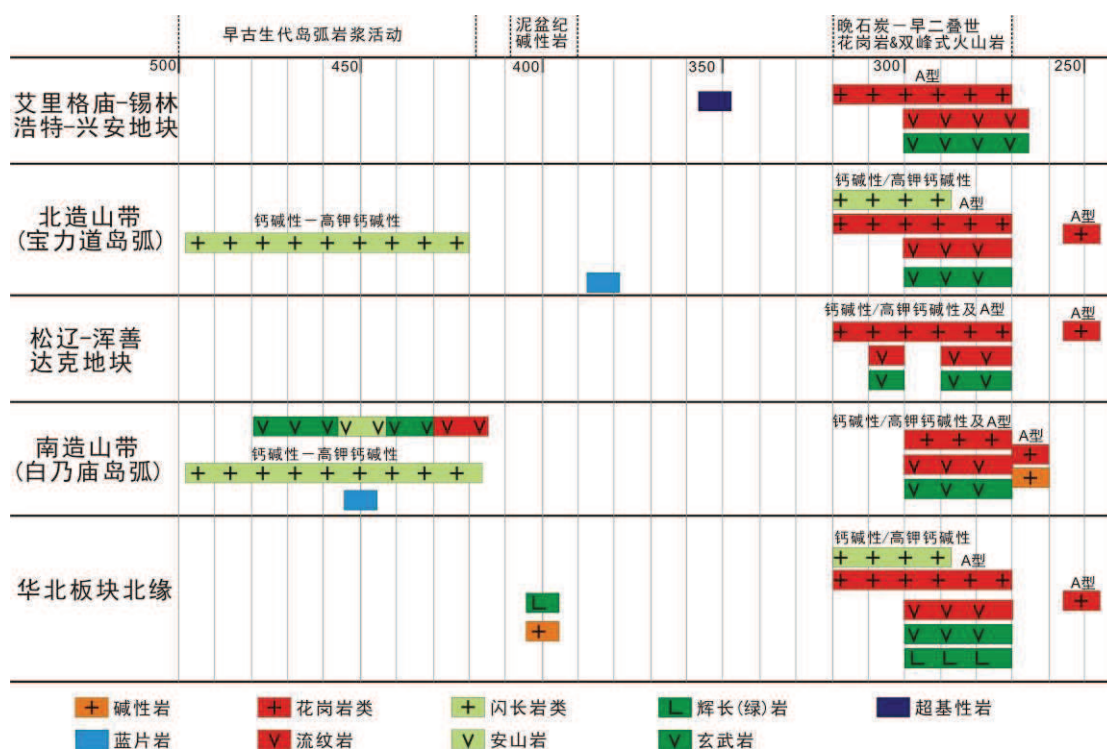 早古生代岛弧岩浆活动
泥盆纪
碱性岩
晚石炭－早二叠世
花岗岩&双峰式火山岩
500
450
400
350
300
250
艾里格庙-锡林
浩特-兴安地块
A型
北造山带
(宝力道岛弧)
钙碱性－高钾钙碱性
钙碱性/高钾钙碱性
A型
A型
松辽-浑善
达克地块
钙碱性/高钾钙碱性及A型
A型
南造山带
(白乃庙岛弧)
钙碱性－高钾钙碱性
钙碱性/高钾钙碱性及A型
A型
华北板块北缘
钙碱性/高钾钙碱性
A型
A型
碱性岩
花岗岩类
闪长岩类
辉长(绿)岩
超基性岩
蓝片岩
流纹岩
安山岩
玄武岩